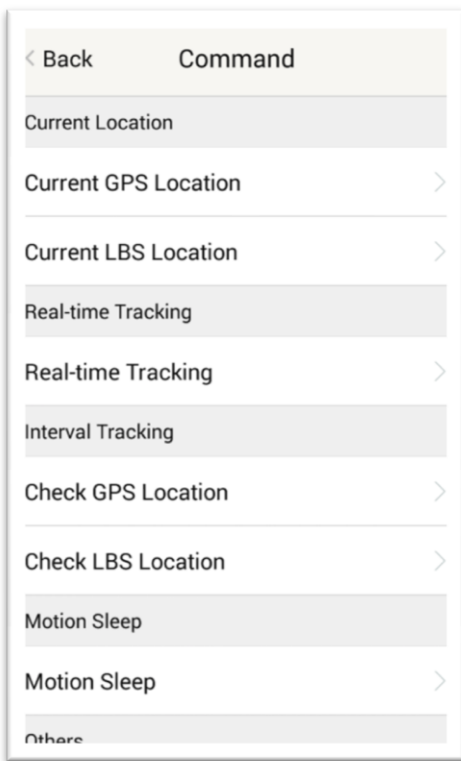 Back Command
Current Location
Current GPS Location
Current LBS Location
Real-time Tracking
Real-time Tracking
Interval Tracking
Check GPS Location
Check LBS Location
Motion Sleep
Motion Sleep
Others